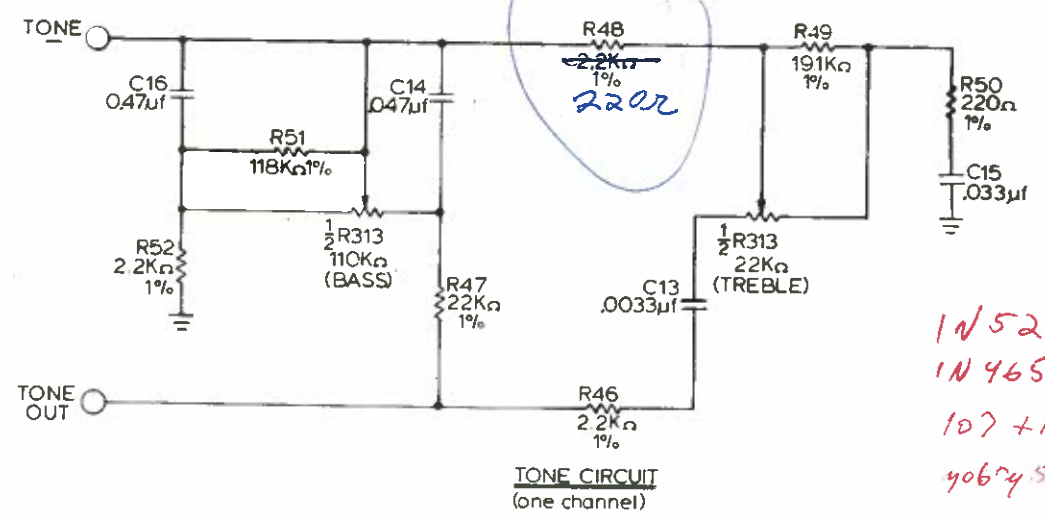 TONE
C16
0.47µf
R51
118KΩ1%
C14
.047µf
R48
2.2KΩ
1%
220Ω
R49
19.1KΩ
1%
R50
220Ω
1%
C15
.033µf
R52
2.2KΩ
1%
½R313
110KΩ
(BASS)
R47
22KΩ
1%
C13
.0033µf
½R313
22KΩ
(TREBLE)
TONE
OUT
R46
2.2KΩ
1%
TONE CIRCUIT
(one channel)
1N52
1N465